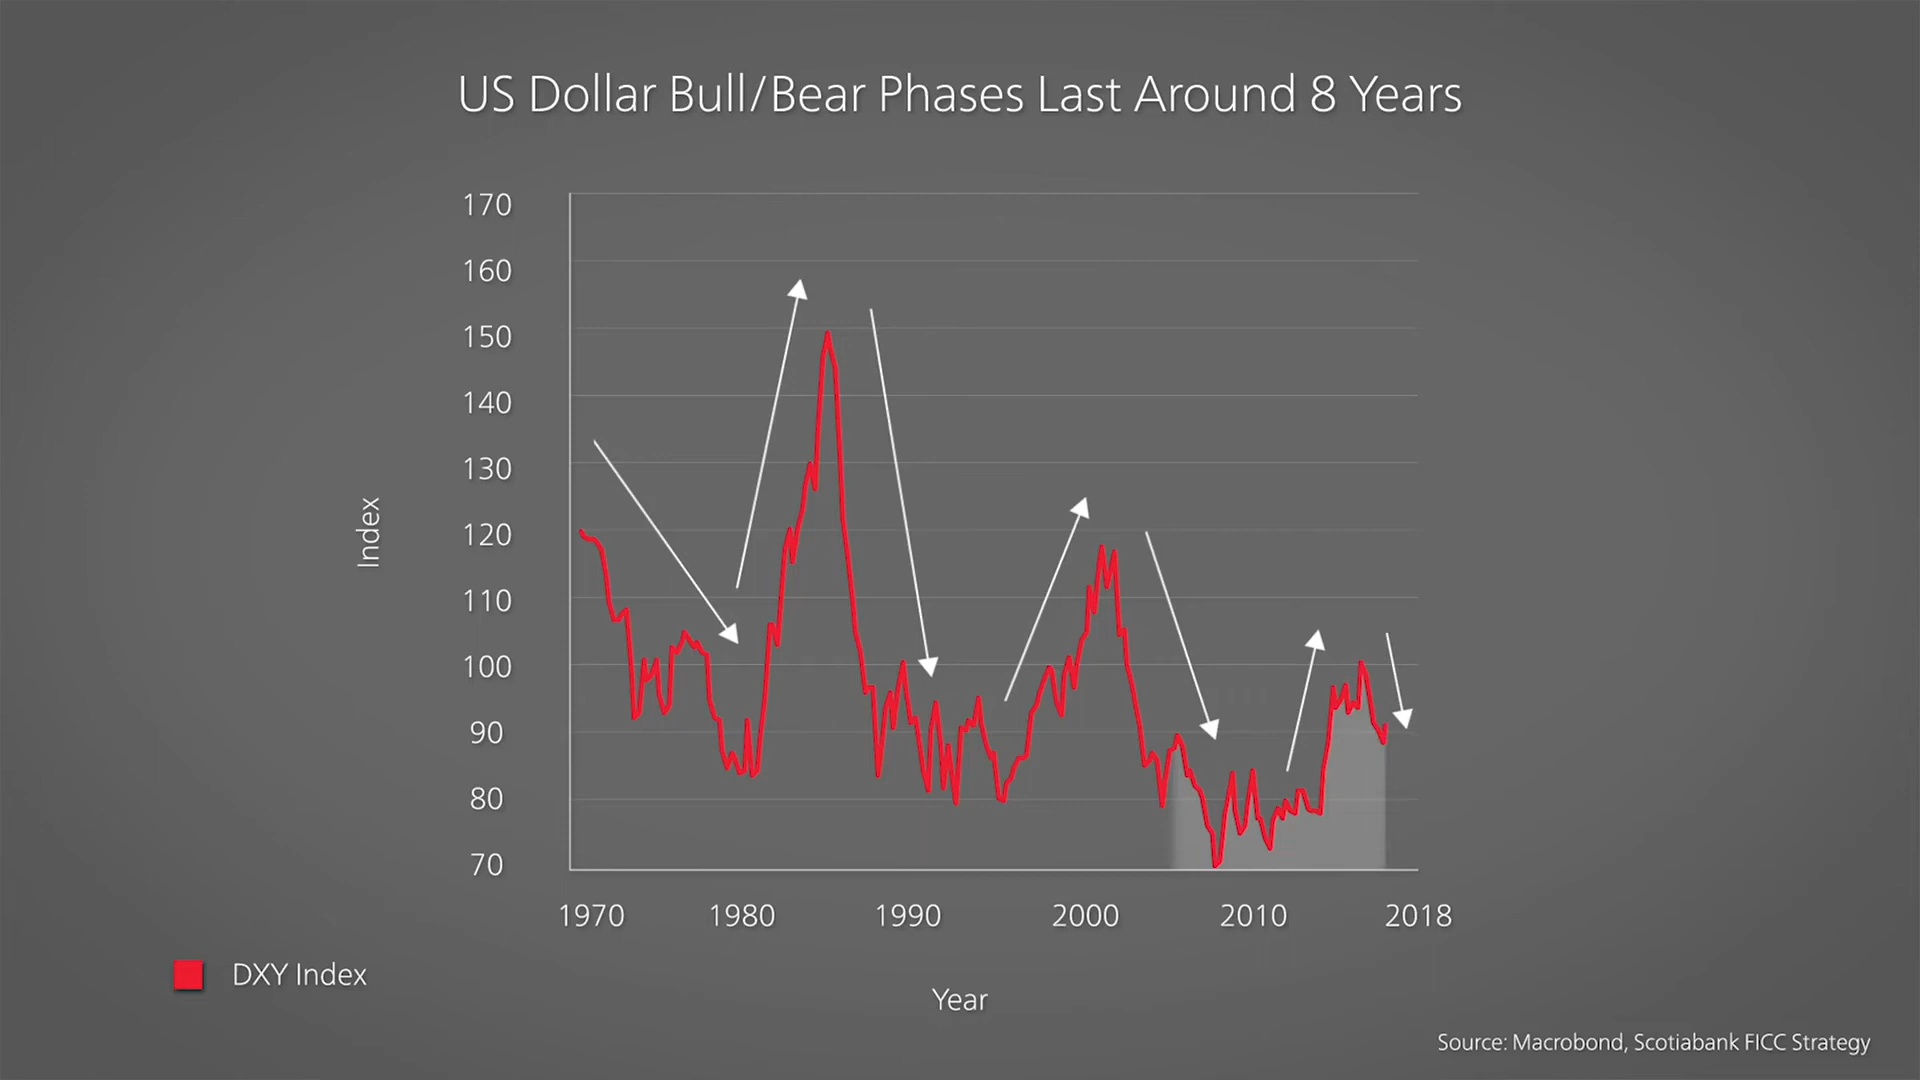 US Dollar Bull/Bear Phases Last Around 8 Years
170
160
150
140
130
120
110
100
90
80
70
Index
1970 1980 1990 2000 2010 2018
Year
DXY Index
Source: Macrobond, Scotiabank FICC Strategy